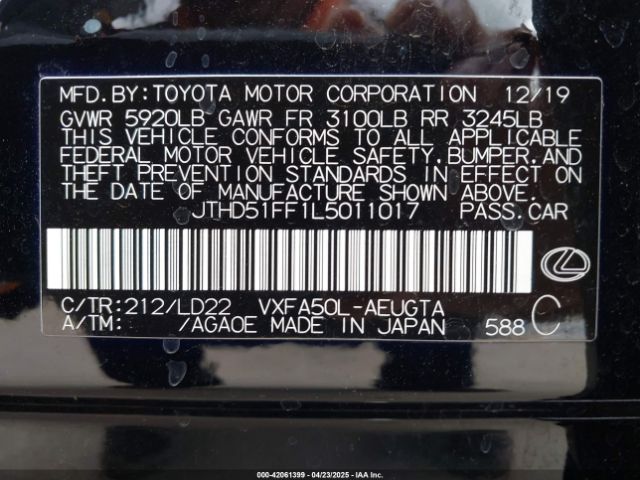 MFD.BY:TOYOTA MOTOR CORPORATION 12/19
GVWR 5920LB GAWR FR 3100LB RR 3245LB
THIS VEHICLE CONFORMS TO ALL APPLICABLE
FEDERAL MOTOR VEHICLE SAFETY.BUMPER.AND
THEFT PREVENTION STANDARDS IN EFFECT ON
THE DATE OF MANUFACTURE SHOWN ABOVE.
JTHD51FF1L5011017 PASS.CAR
C/TR:212/LD22 VXFA50L-AEUGTA
A/TM: /AGA0E MADE IN JAPAN 588 C
000-42061399 - 04/23/2025 - IAA Inc.